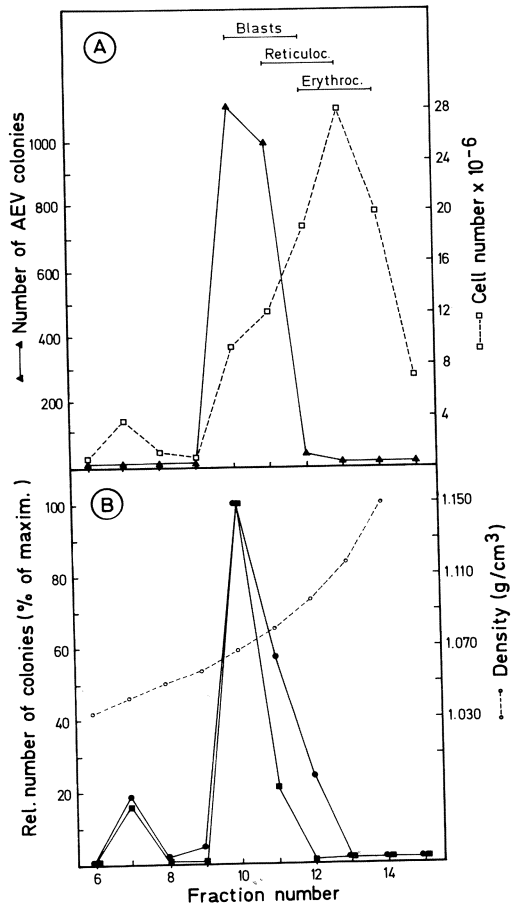 A
Blasts
Reticuloc.
Erythroc.
Number of AEV colonies
1000
800
600
400
200
28
24
20
16
12
8
4
Cell number x 10-6
B
Rel. number of colonies (% of maxim.)
100
80
60
40
20
1.150
1.110
1.070
1.030
Density (g/cm3)
6
8
10
12
14
Fraction number